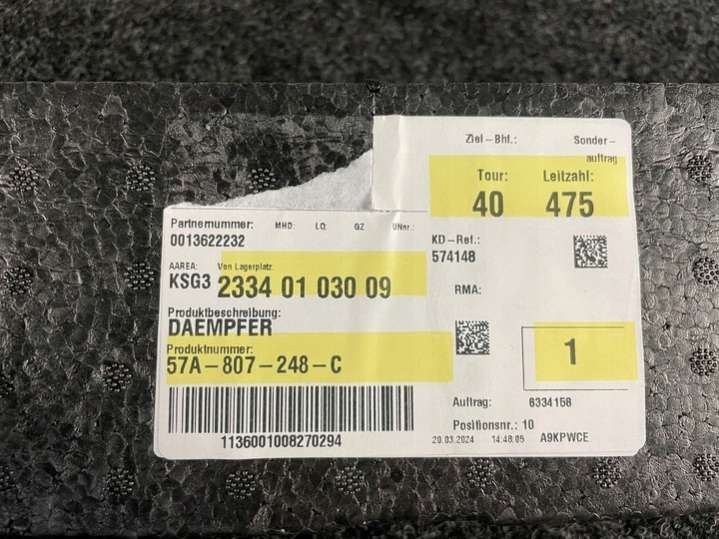 Ziel-Bhf.: Sonder-
auftrag
Tour: Leitzahl:
40 475
Partnernummer: MHD: LQ: GZ UNnr.:
0013622232
KD-Ref.:
574148
AAREA: Von Lagerplatz:
KSG3 2334 01 030 09
RMA:
Produktbeschreibung:
DAEMPFER
Produktnummer:
57A-807-248-C
1
Auftrag: 6334156
Positionsnr.: 10
1136001008270294
20.03.2024 14:48:05 A9KPWCE